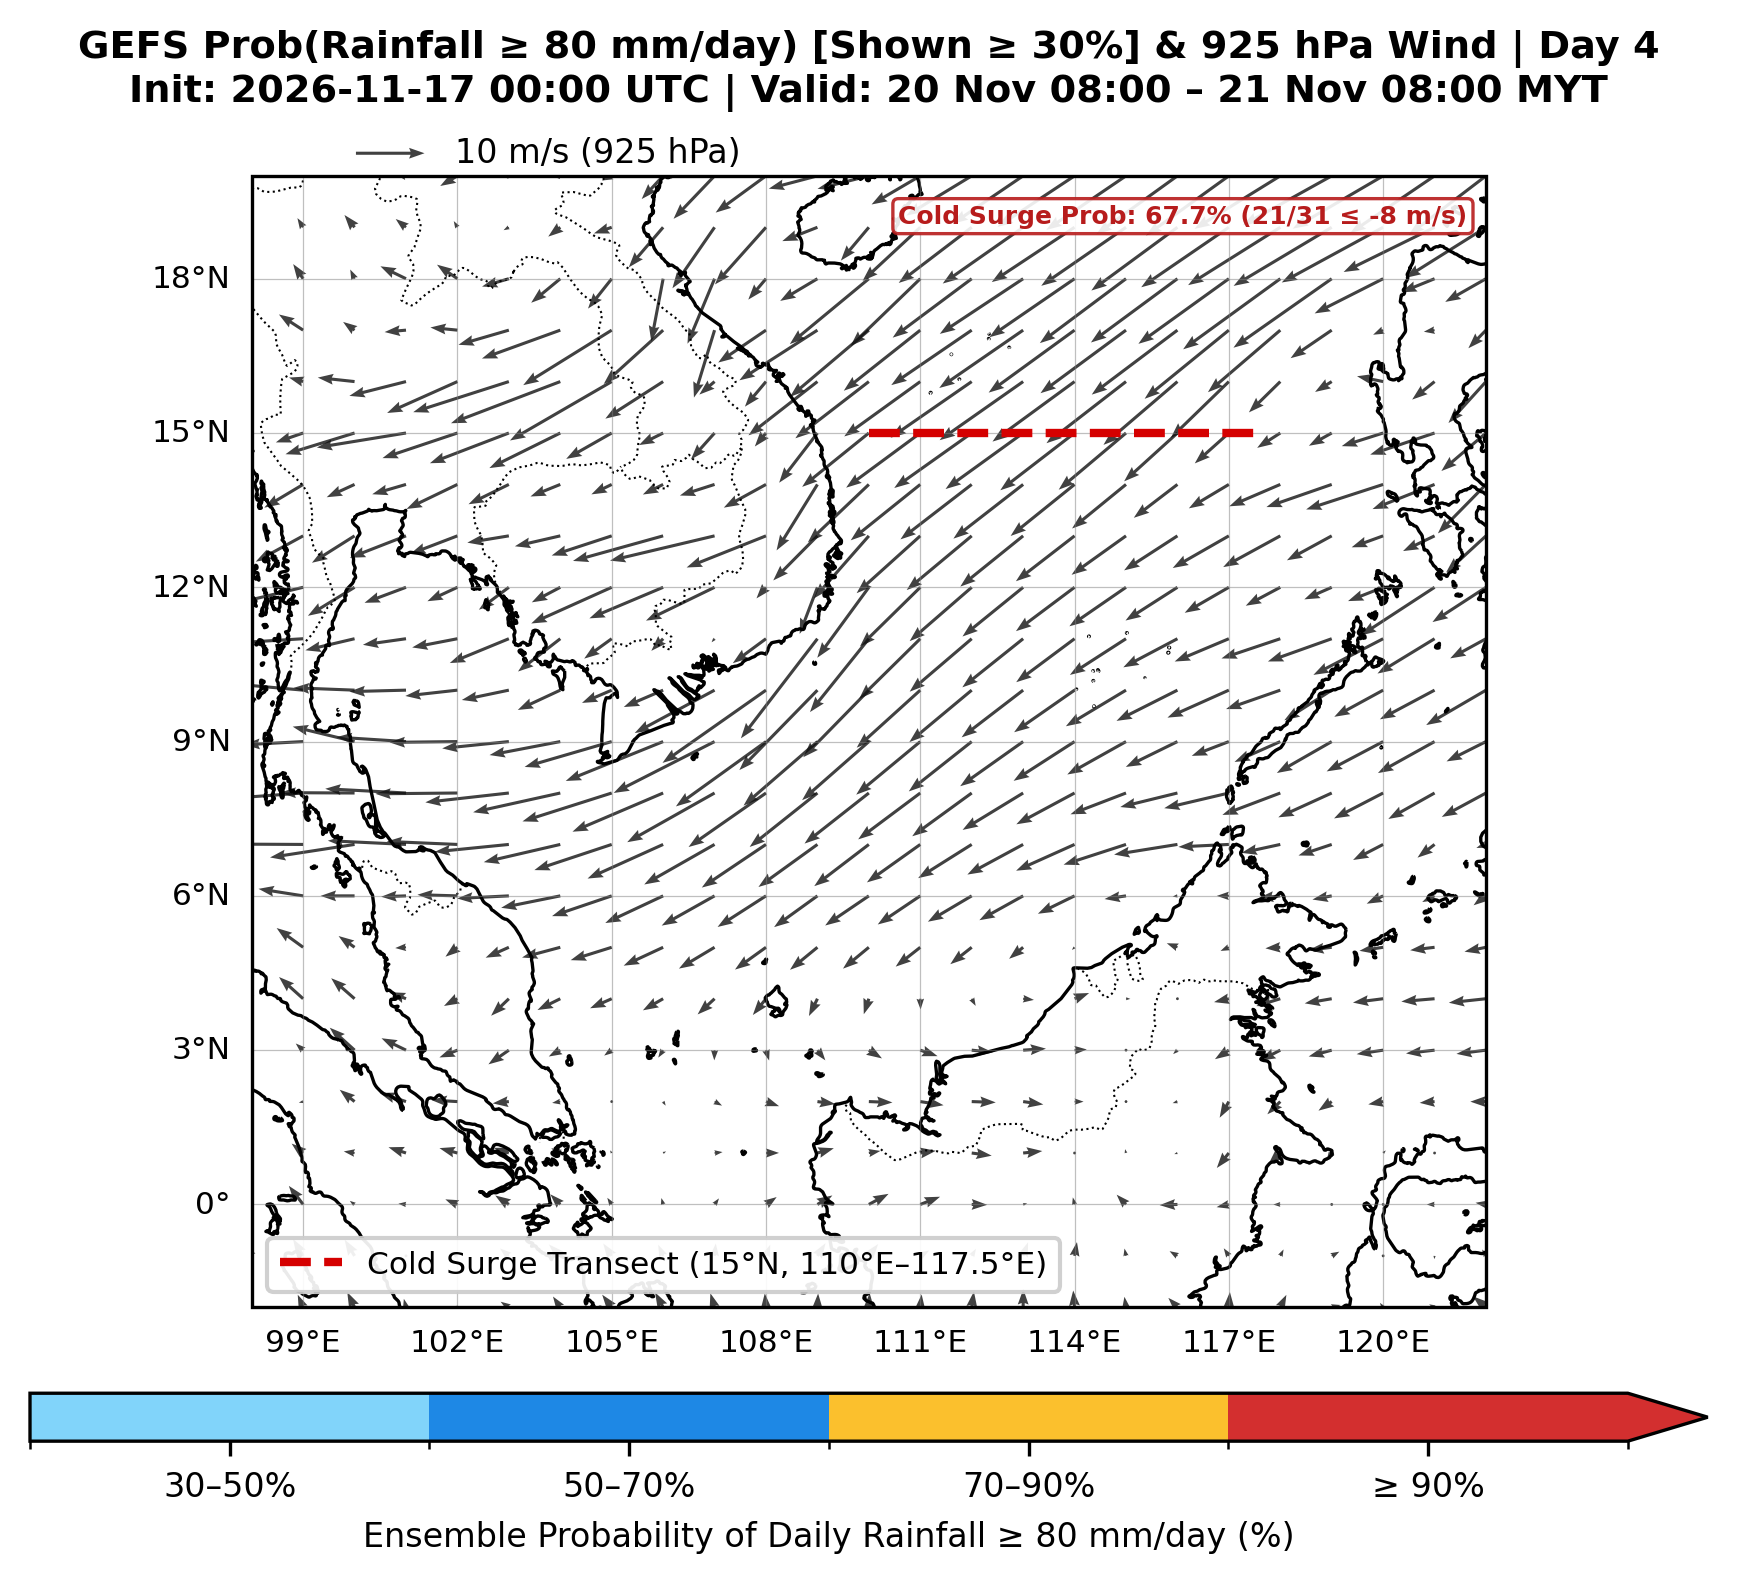 GEFS Prob(Rainfall ≥ 80 mm/day) [Shown ≥ 30%] & 925 hPa Wind | Day 4
Init: 2026-11-17 00:00 UTC | Valid: 20 Nov 08:00 – 21 Nov 08:00 MYT
10 m/s (925 hPa)
Cold Surge Prob: 67.7% (21/31 ≤ -8 m/s)
18°N
15°N
12°N
9°N
6°N
3°N
0°
Cold Surge Transect (15°N, 110°E–117.5°E)
99°E 102°E 105°E 108°E 111°E 114°E 117°E 120°E
30–50% 50–70% 70–90% ≥ 90%
Ensemble Probability of Daily Rainfall ≥ 80 mm/day (%)